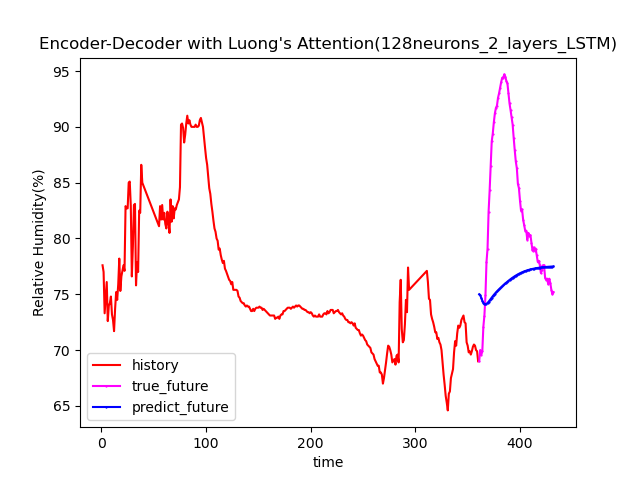 Encoder-Decoder with Luong's Attention(128neurons_2_layers_LSTM)
Relative Humidity(%)
95
90
85
80
75
70
65
history
true_future
predict_future
0
100
200
300
400
time